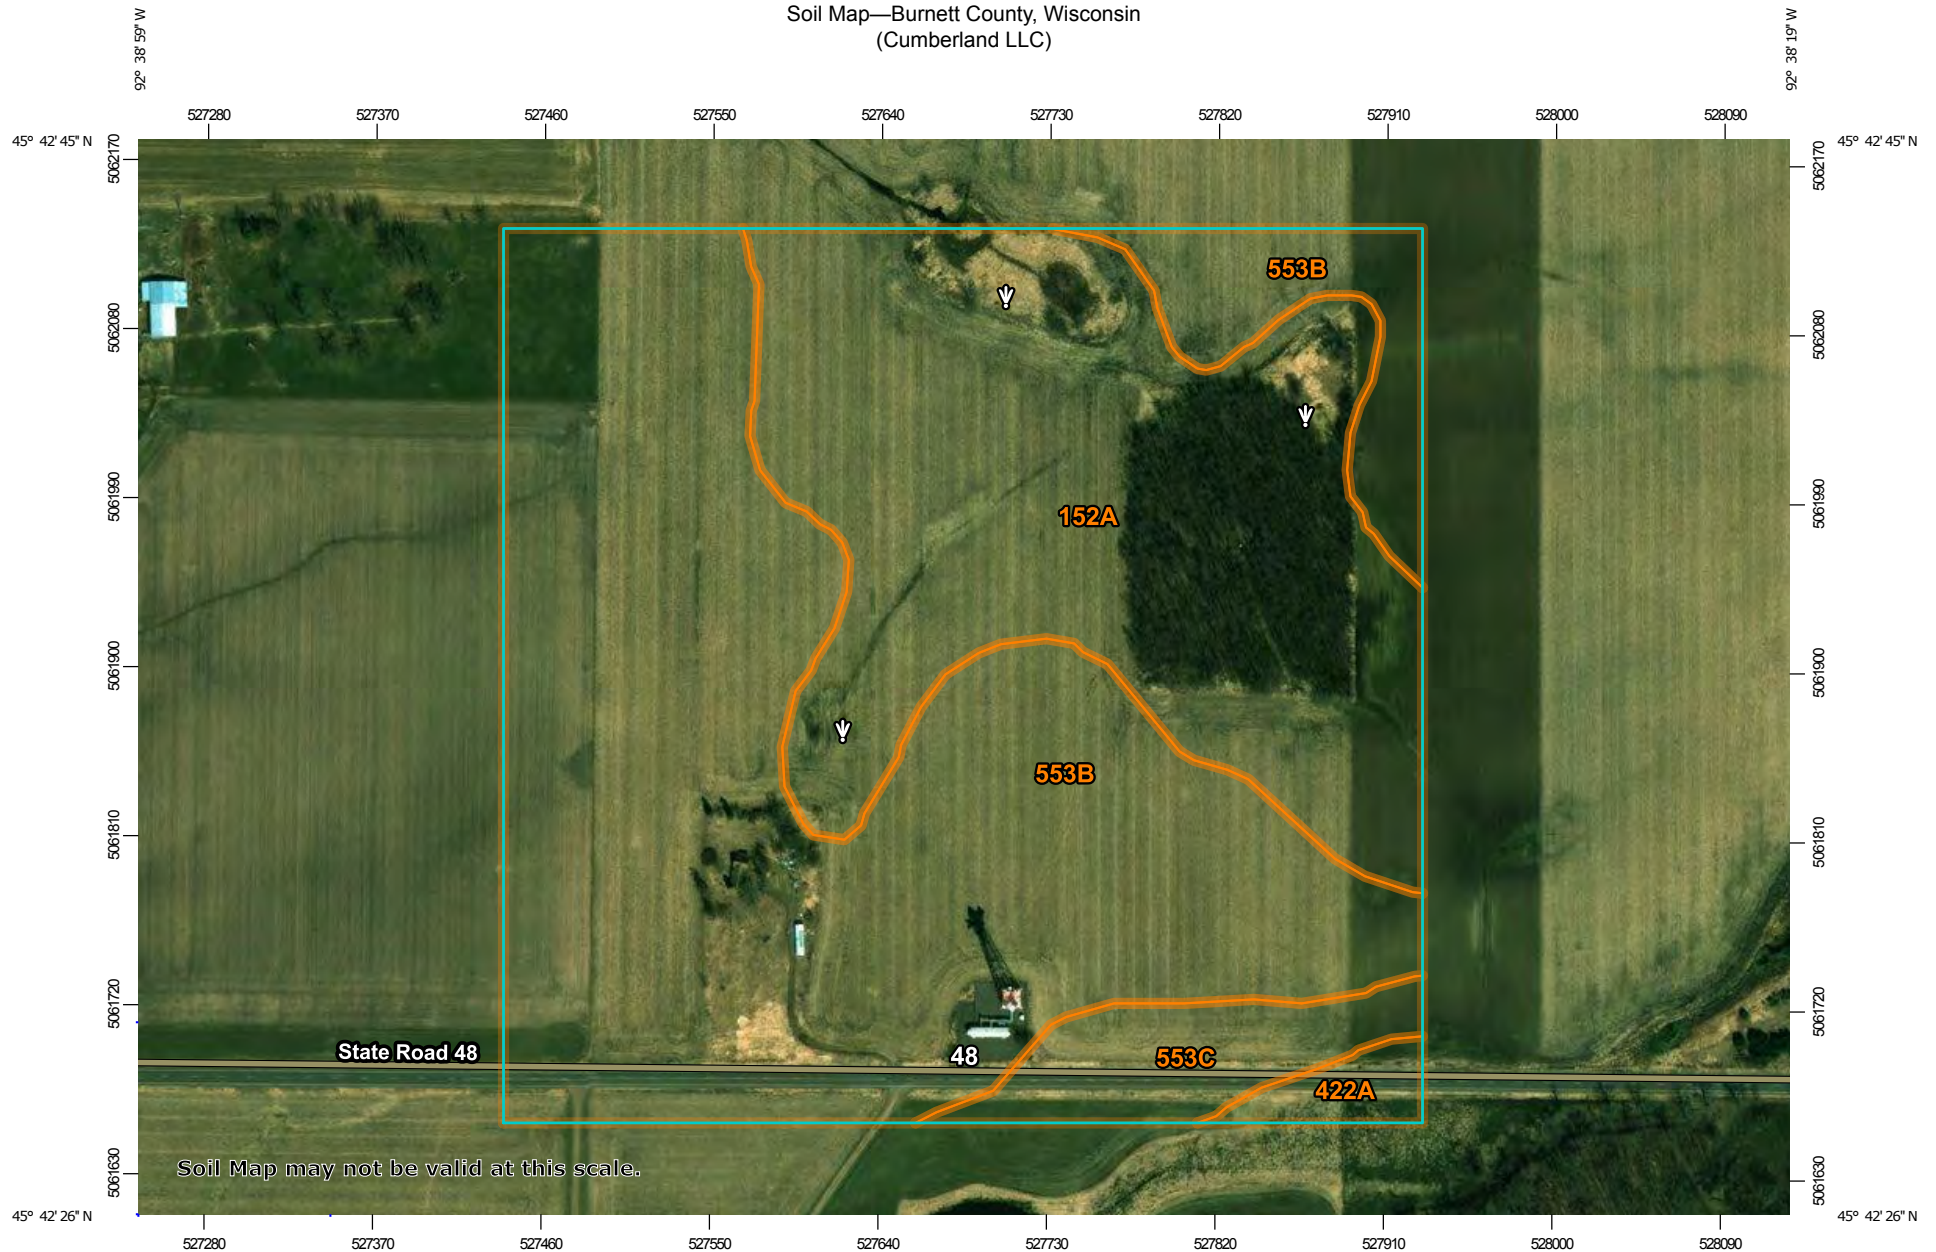 Soil Map—Burnett County, Wisconsin
(Cumberland LLC)
92° 38' 59" W
92° 38' 19" W
527280 527370 527460 527550 527640 527730 527820 527910 528000 528090
45° 42' 45" N
45° 42' 45" N
5062170
5062170
553B
5062080
5062080
152A
5061990
5061990
5061900
5061900
553B
5061810
5061810
5061720
5061720
State Road 48
48
553C
422A
Soil Map may not be valid at this scale.
5061630
5061630
45° 42' 26" N
45° 42' 26" N
527280 527370 527460 527550 527640 527730 527820 527910 528000 528090